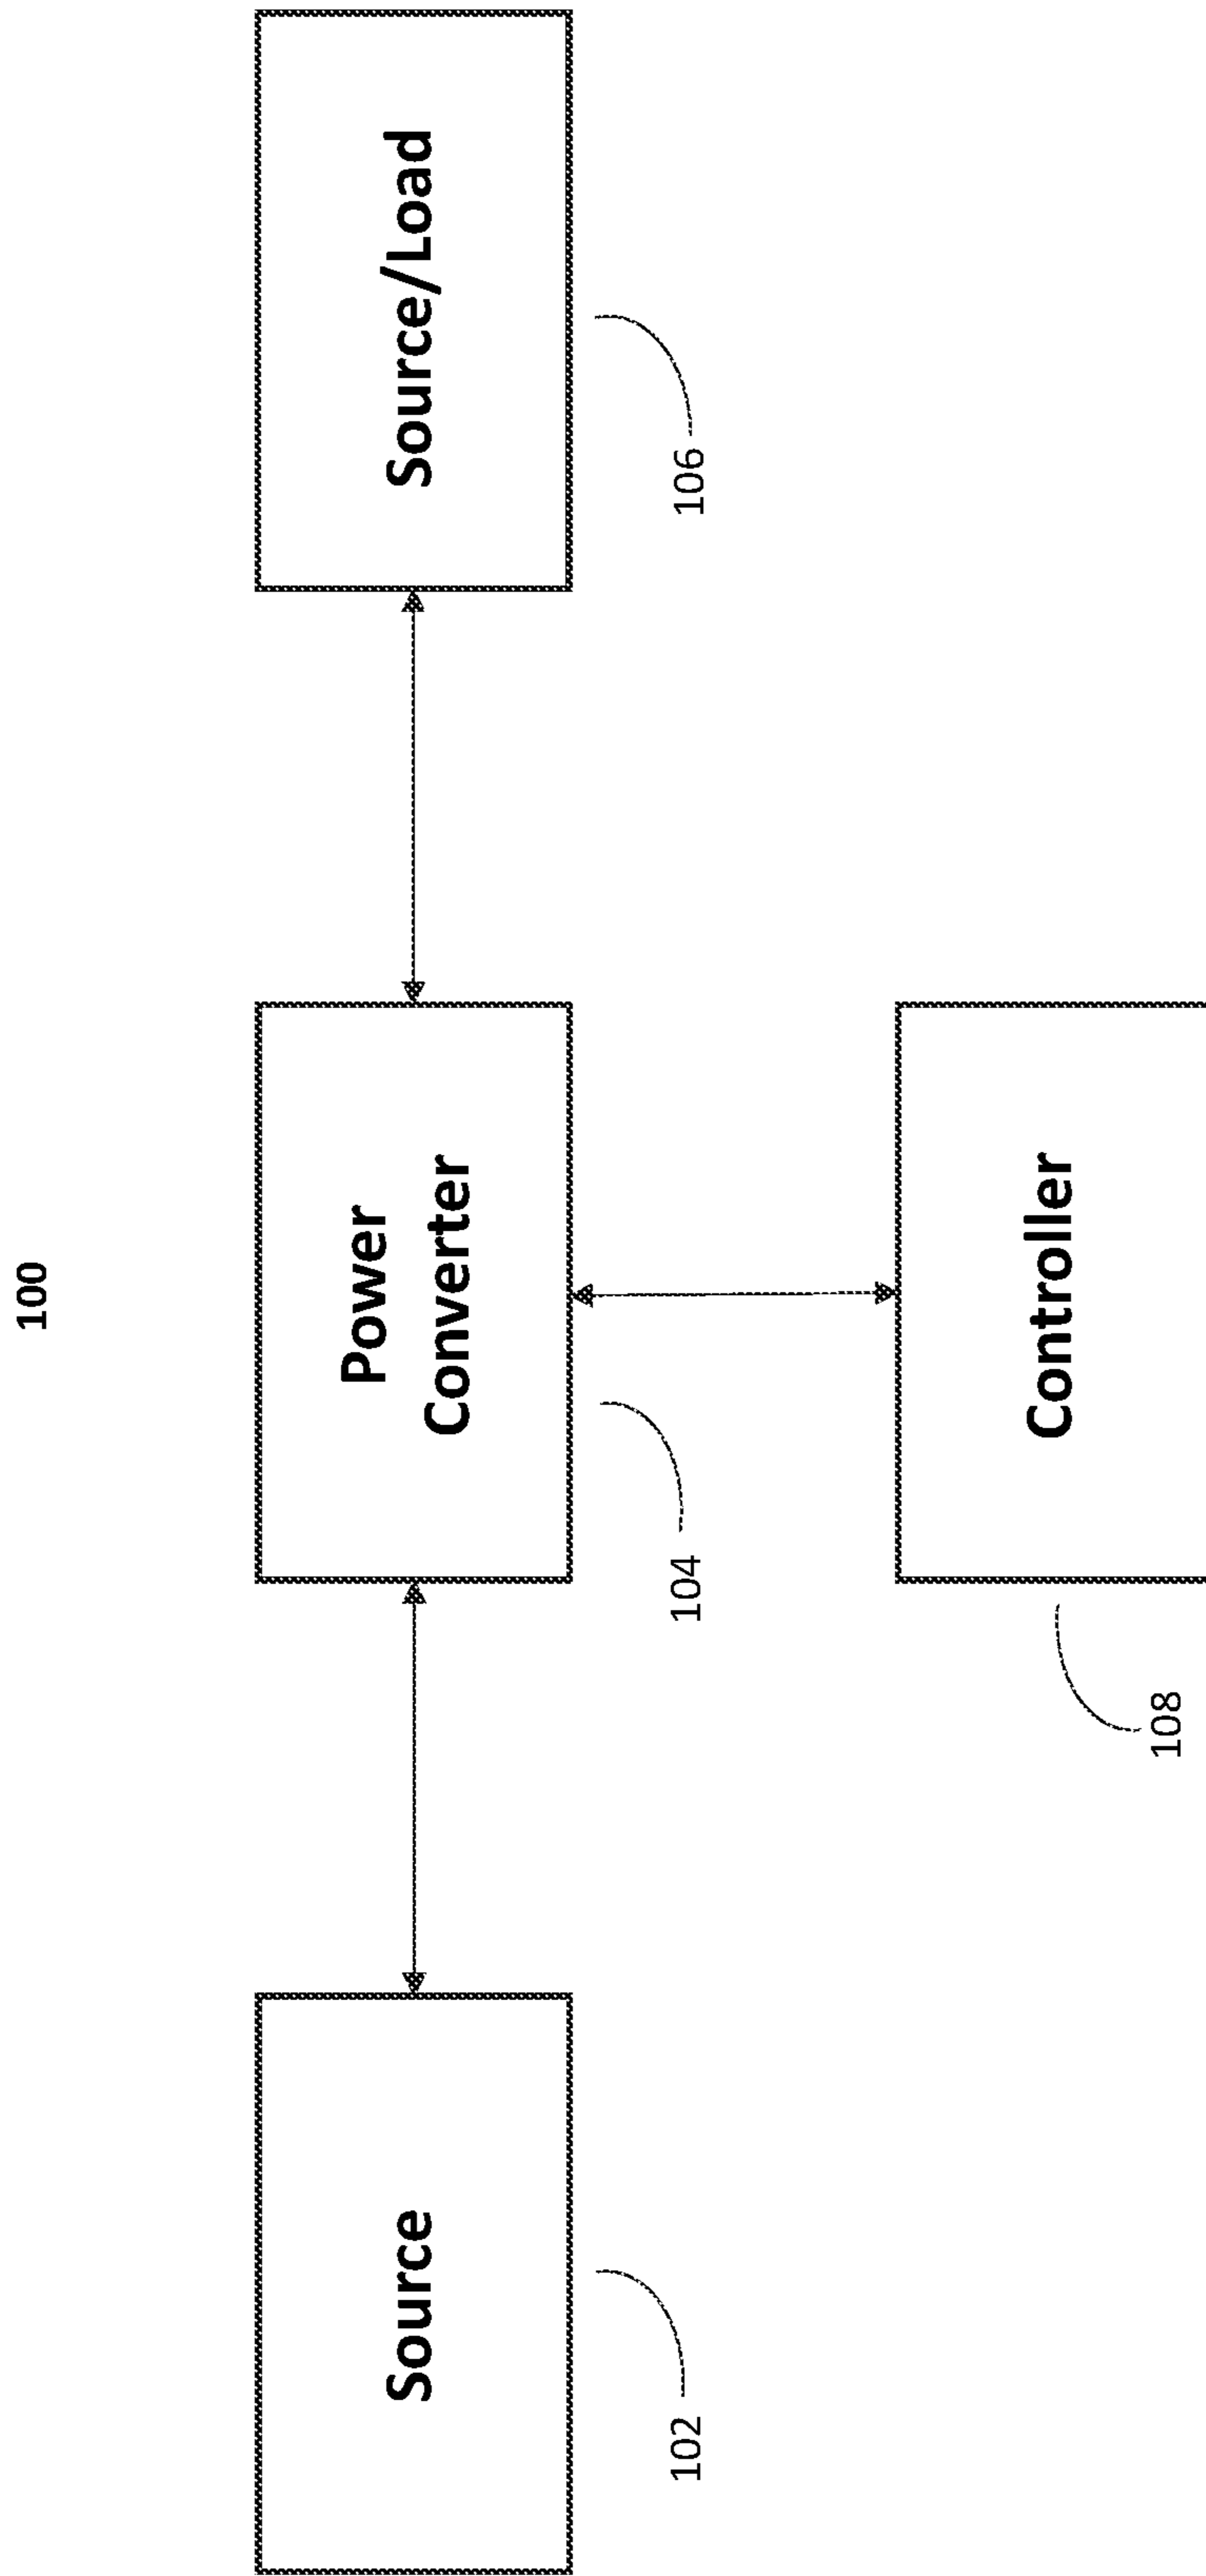 100
Source
102
Power
Converter
104
Source/Load
106
Controller
108